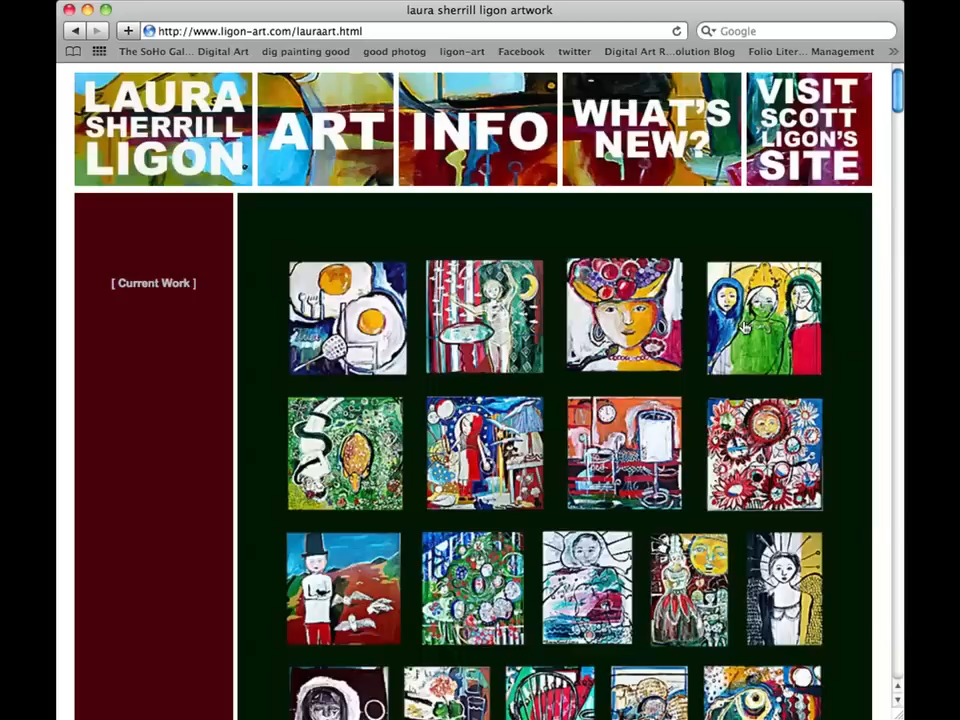 laura sherrill ligon artwork
http://www.ligon-art.com/lauraart.html
Google
The SoHo Gal... Digital Art
dig painting good
good photog
ligon-art
Facebook
twitter
Digital Art R...olution Blog
Folio Liter... Management
LAURA
SHERRILL
LIGON
ART
INFO
WHAT'S
NEW?
VISIT
SCOTT
LIGON'S
SITE
[ Current Work ]